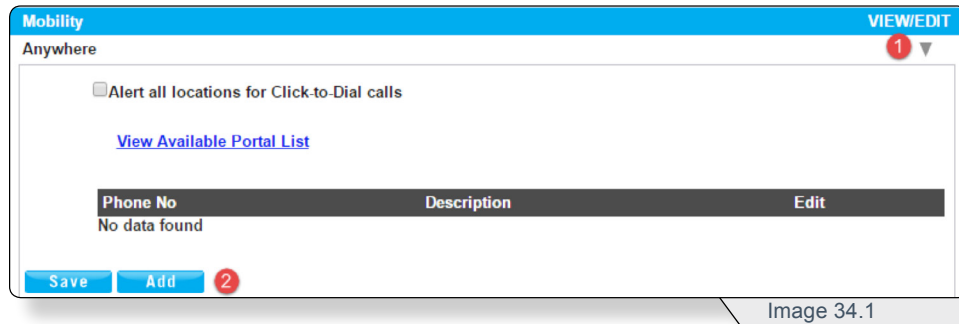 Mobility VIEW/EDIT
Anywhere 1
Alert all locations for Click-to-Dial calls
View Available Portal List
Phone No Description Edit
No data found
Save Add 2
Image 34.1